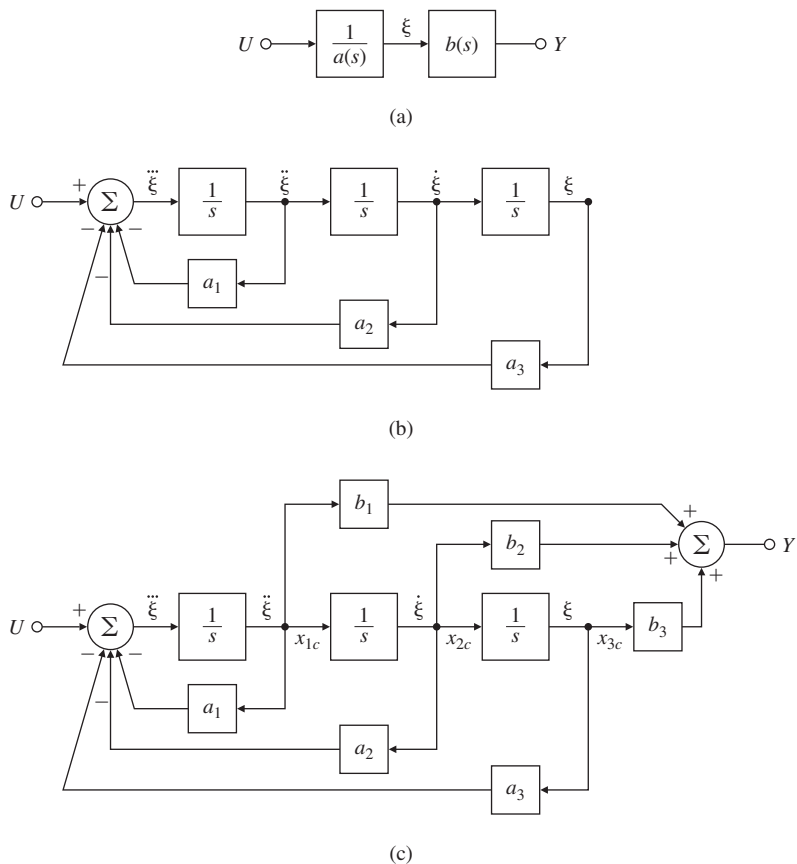 U 1/a(s) ξ̇ b(s) Y
(a)
U + Σ ξ⃛ 1/s ξ̈ 1/s ξ̇ 1/s ξ
− − −
a₁
a₂
a₃
(b)
b₁
b₂
+ + + Σ Y
U + Σ ξ⃛ 1/s ξ̈ x₁c 1/s ξ̇ x₂c 1/s ξ x₃c b₃
− − −
a₁
a₂
a₃
(c)